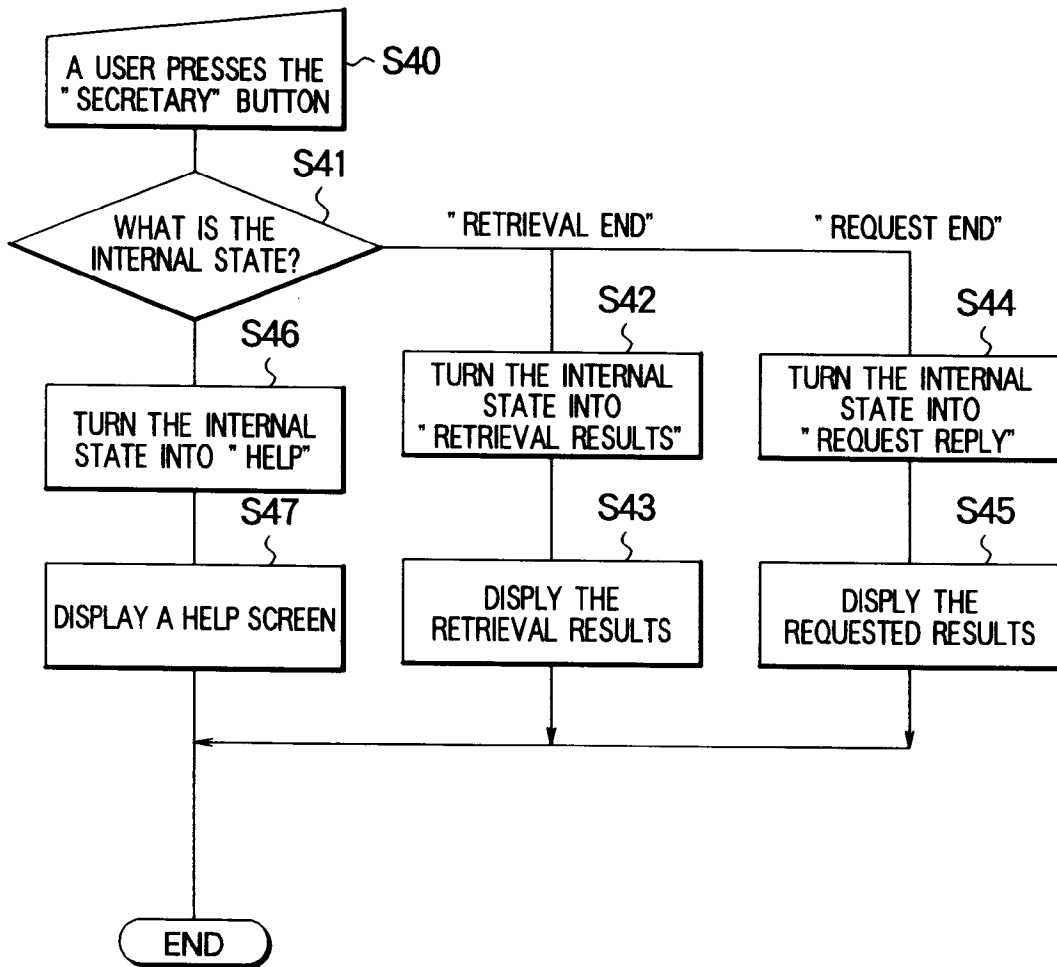 A USER PRESSES THE
"SECRETARY" BUTTON
S40
S41
WHAT IS THE
INTERNAL STATE?
"RETRIEVAL END"
"REQUEST END"
S46
TURN THE INTERNAL
STATE INTO "HELP"
S47
DISPLAY A HELP SCREEN
S42
TURN THE INTERNAL
STATE INTO
"RETRIEVAL RESULTS"
S43
DISPLY THE
RETRIEVAL RESULTS
S44
TURN THE INTERNAL
STATE INTO
"REQUEST REPLY"
S45
DISPLY THE
REQUESTED RESULTS
END